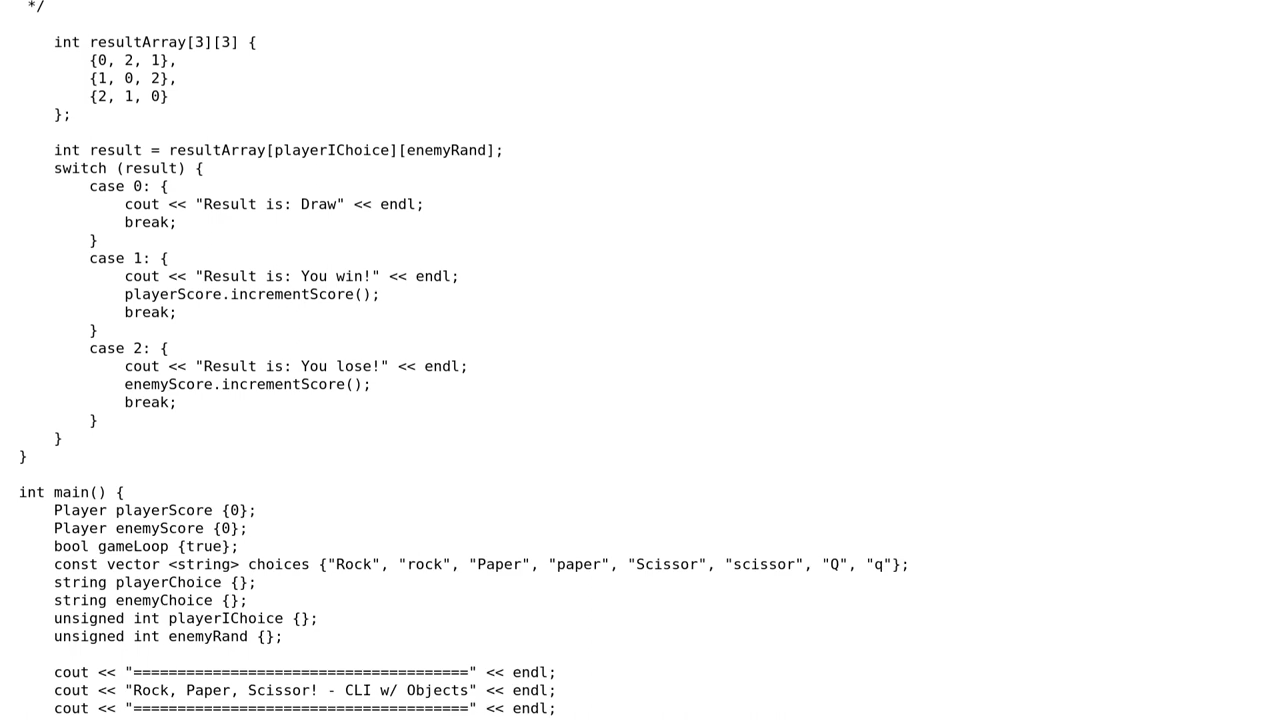 */
int resultArray[3][3] {
{0, 2, 1},
{1, 0, 2},
{2, 1, 0}
};
int result = resultArray[playerIChoice][enemyRand];
switch (result) {
case 0: {
cout << "Result is: Draw" << endl;
break;
}
case 1: {
cout << "Result is: You win!" << endl;
playerScore.incrementScore();
break;
}
case 2: {
cout << "Result is: You lose!" << endl;
enemyScore.incrementScore();
break;
}
}
}
int main() {
Player playerScore {0};
Player enemyScore {0};
bool gameLoop {true};
const vector <string> choices {"Rock", "rock", "Paper", "paper", "Scissor", "scissor", "Q", "q"};
string playerChoice {};
string enemyChoice {};
unsigned int playerIChoice {};
unsigned int enemyRand {};
cout << "======================================" << endl;
cout << "Rock, Paper, Scissor! - CLI w/ Objects" << endl;
cout << "======================================" << endl;